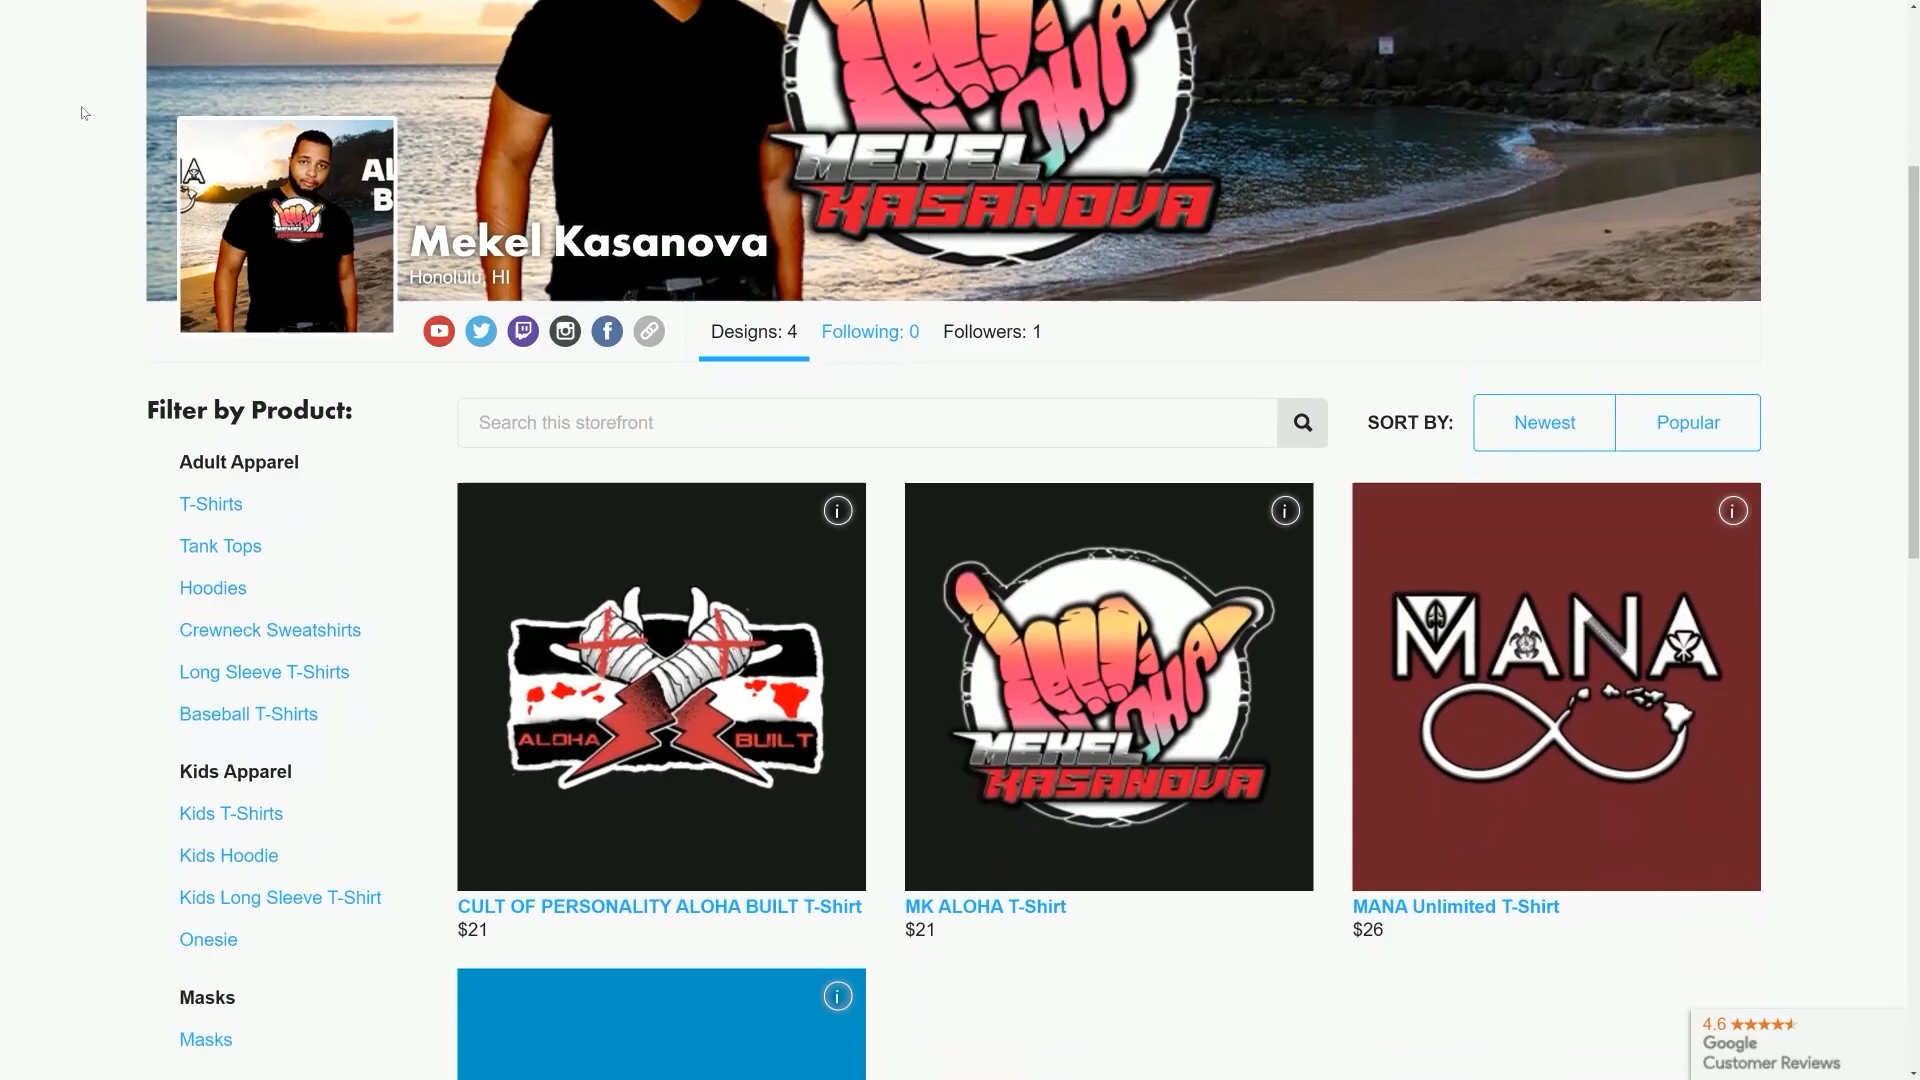 ALOHA
MEKEL
KASANOVA
A
AL
B
Mekel Kasanova
Honolulu, HI
Designs: 4
Following: 0
Followers: 1
Filter by Product:
Search this storefront
SORT BY:
Newest
Popular
Adult Apparel
T-Shirts
Tank Tops
Hoodies
Crewneck Sweatshirts
Long Sleeve T-Shirts
Baseball T-Shirts
Kids Apparel
Kids T-Shirts
Kids Hoodie
Kids Long Sleeve T-Shirt
Onesie
Masks
Masks
ALOHA BUILT
CULT OF PERSONALITY ALOHA BUILT T-Shirt
$21
ALOHA
MEKEL
KASANOVA
MK ALOHA T-Shirt
$21
MANA
MANA Unlimited T-Shirt
$26
4.6
Google
Customer Reviews